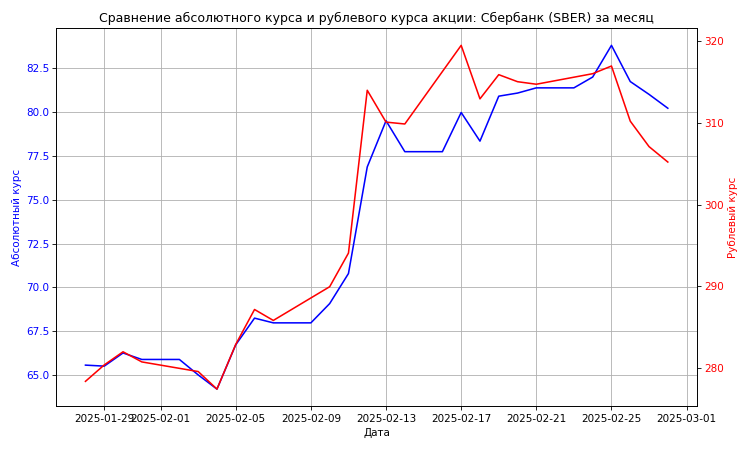 Сравнение абсолютного курса и рублевого курса акции: Сбербанк (SBER) за месяц
Абсолютный курс
82.5
80.0
77.5
75.0
72.5
70.0
67.5
65.0
320
310
300
290
280
Рублевый курс
2025-01-29 2025-02-01 2025-02-05 2025-02-09 2025-02-13 2025-02-17 2025-02-21 2025-02-25 2025-03-01
Дата